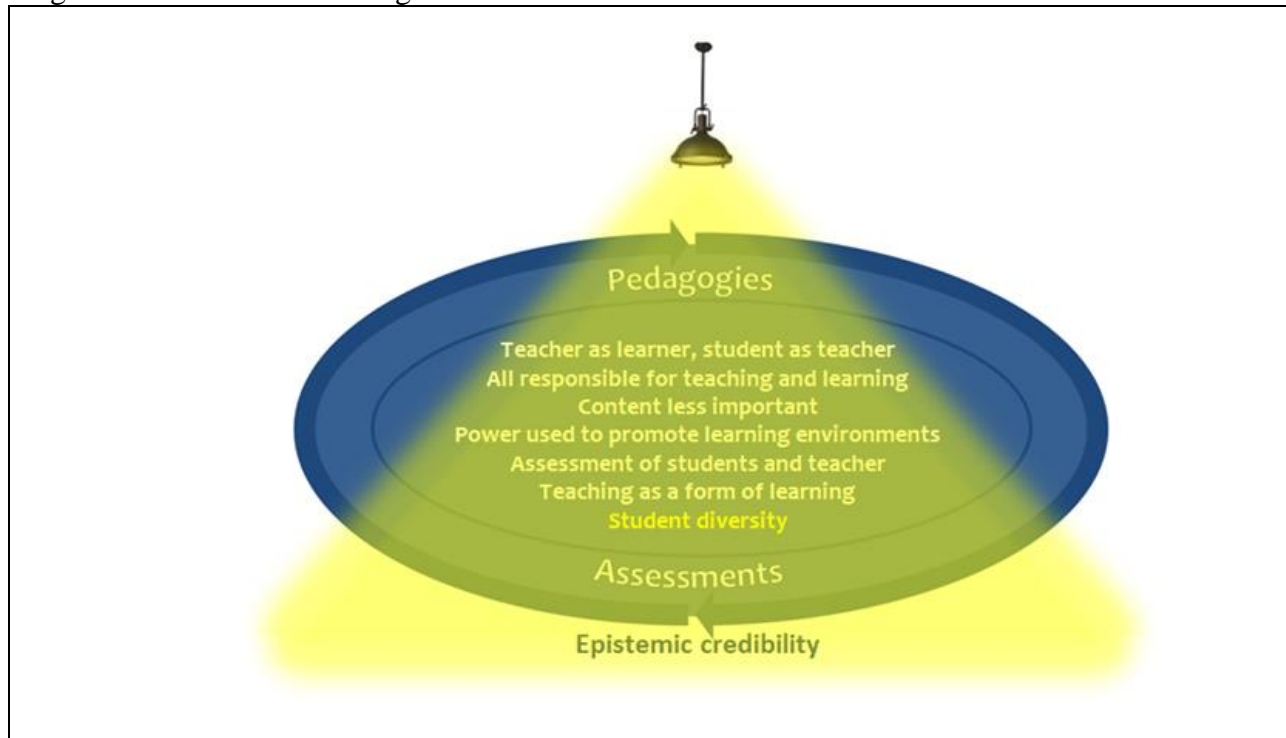 Pedagogies
Teacher as learner, student as teacher
All responsible for teaching and learning
Content less important
Power used to promote learning environments
Assessment of students and teacher
Teaching as a form of learning
Student diversity
Assessments
Epistemic credibility